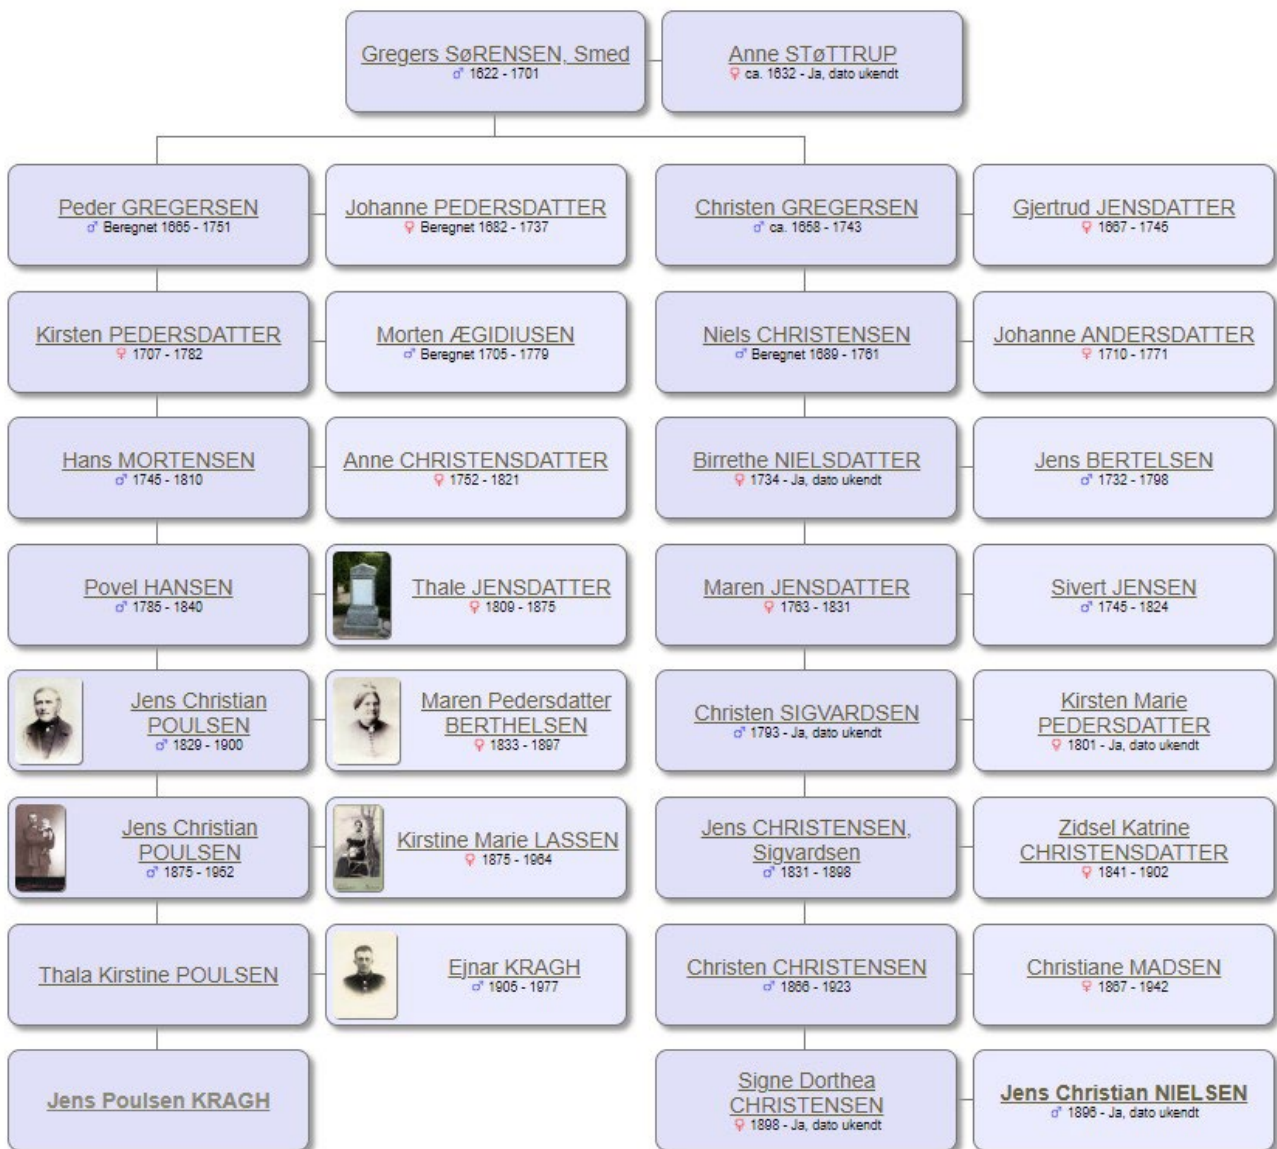 Gregers SøRENSEN, Smed
♂ 1622 - 1701
Anne STøTTRUP
♀ ca. 1632 - Ja, dato ukendt
Peder GREGERSEN
♂ Beregnet 1665 - 1751
Johanne PEDERSDATTER
♀ Beregnet 1682 - 1737
Christen GREGERSEN
♂ ca. 1658 - 1743
Gjertrud JENSDATTER
♀ 1667 - 1745
Kirsten PEDERSDATTER
♀ 1707 - 1782
Morten ÆGIDIUSEN
♂ Beregnet 1705 - 1779
Niels CHRISTENSEN
♂ Beregnet 1689 - 1761
Johanne ANDERSDATTER
♀ 1710 - 1771
Hans MORTENSEN
♂ 1745 - 1810
Anne CHRISTENSDATTER
♀ 1752 - 1821
Birrethe NIELSDATTER
♀ 1734 - Ja, dato ukendt
Jens BERTELSEN
♂ 1732 - 1798
Povel HANSEN
♂ 1785 - 1840
Thale JENSDATTER
♀ 1809 - 1875
Maren JENSDATTER
♀ 1763 - 1831
Sivert JENSEN
♂ 1745 - 1824
Jens Christian
POULSEN
♂ 1829 - 1900
Maren Pedersdatter
BERTHELSEN
♀ 1833 - 1897
Christen SIGVARDSEN
♂ 1793 - Ja, dato ukendt
Kirsten Marie
PEDERSDATTER
♀ 1801 - Ja, dato ukendt
Jens Christian
POULSEN
♂ 1875 - 1952
Kirstine Marie LASSEN
♀ 1875 - 1964
Jens CHRISTENSEN,
Sigvardsen
♂ 1831 - 1898
Zidsel Katrine
CHRISTENSDATTER
♀ 1841 - 1902
Thala Kirstine POULSEN
Ejnar KRAGH
♂ 1905 - 1977
Christen CHRISTENSEN
♂ 1866 - 1923
Christiane MADSEN
♀ 1867 - 1942
Jens Poulsen KRAGH
Signe Dorthea
CHRISTENSEN
♀ 1898 - Ja, dato ukendt
Jens Christian NIELSEN
♂ 1896 - Ja, dato ukendt